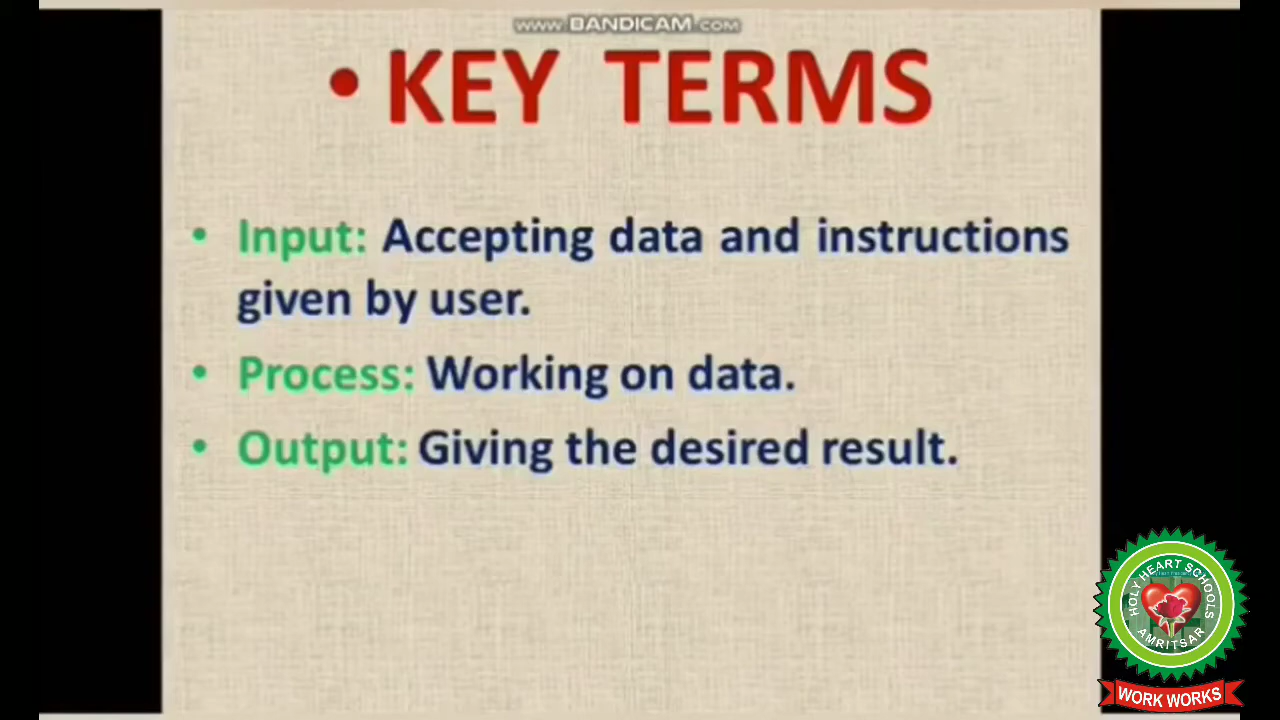 www.BANDICAM.com
• KEY TERMS
• Input: Accepting data and instructions
given by user.
• Process: Working on data.
• Output: Giving the desired result.
HOLY HEART SCHOOLS
AMRITSAR
WORK WORKS